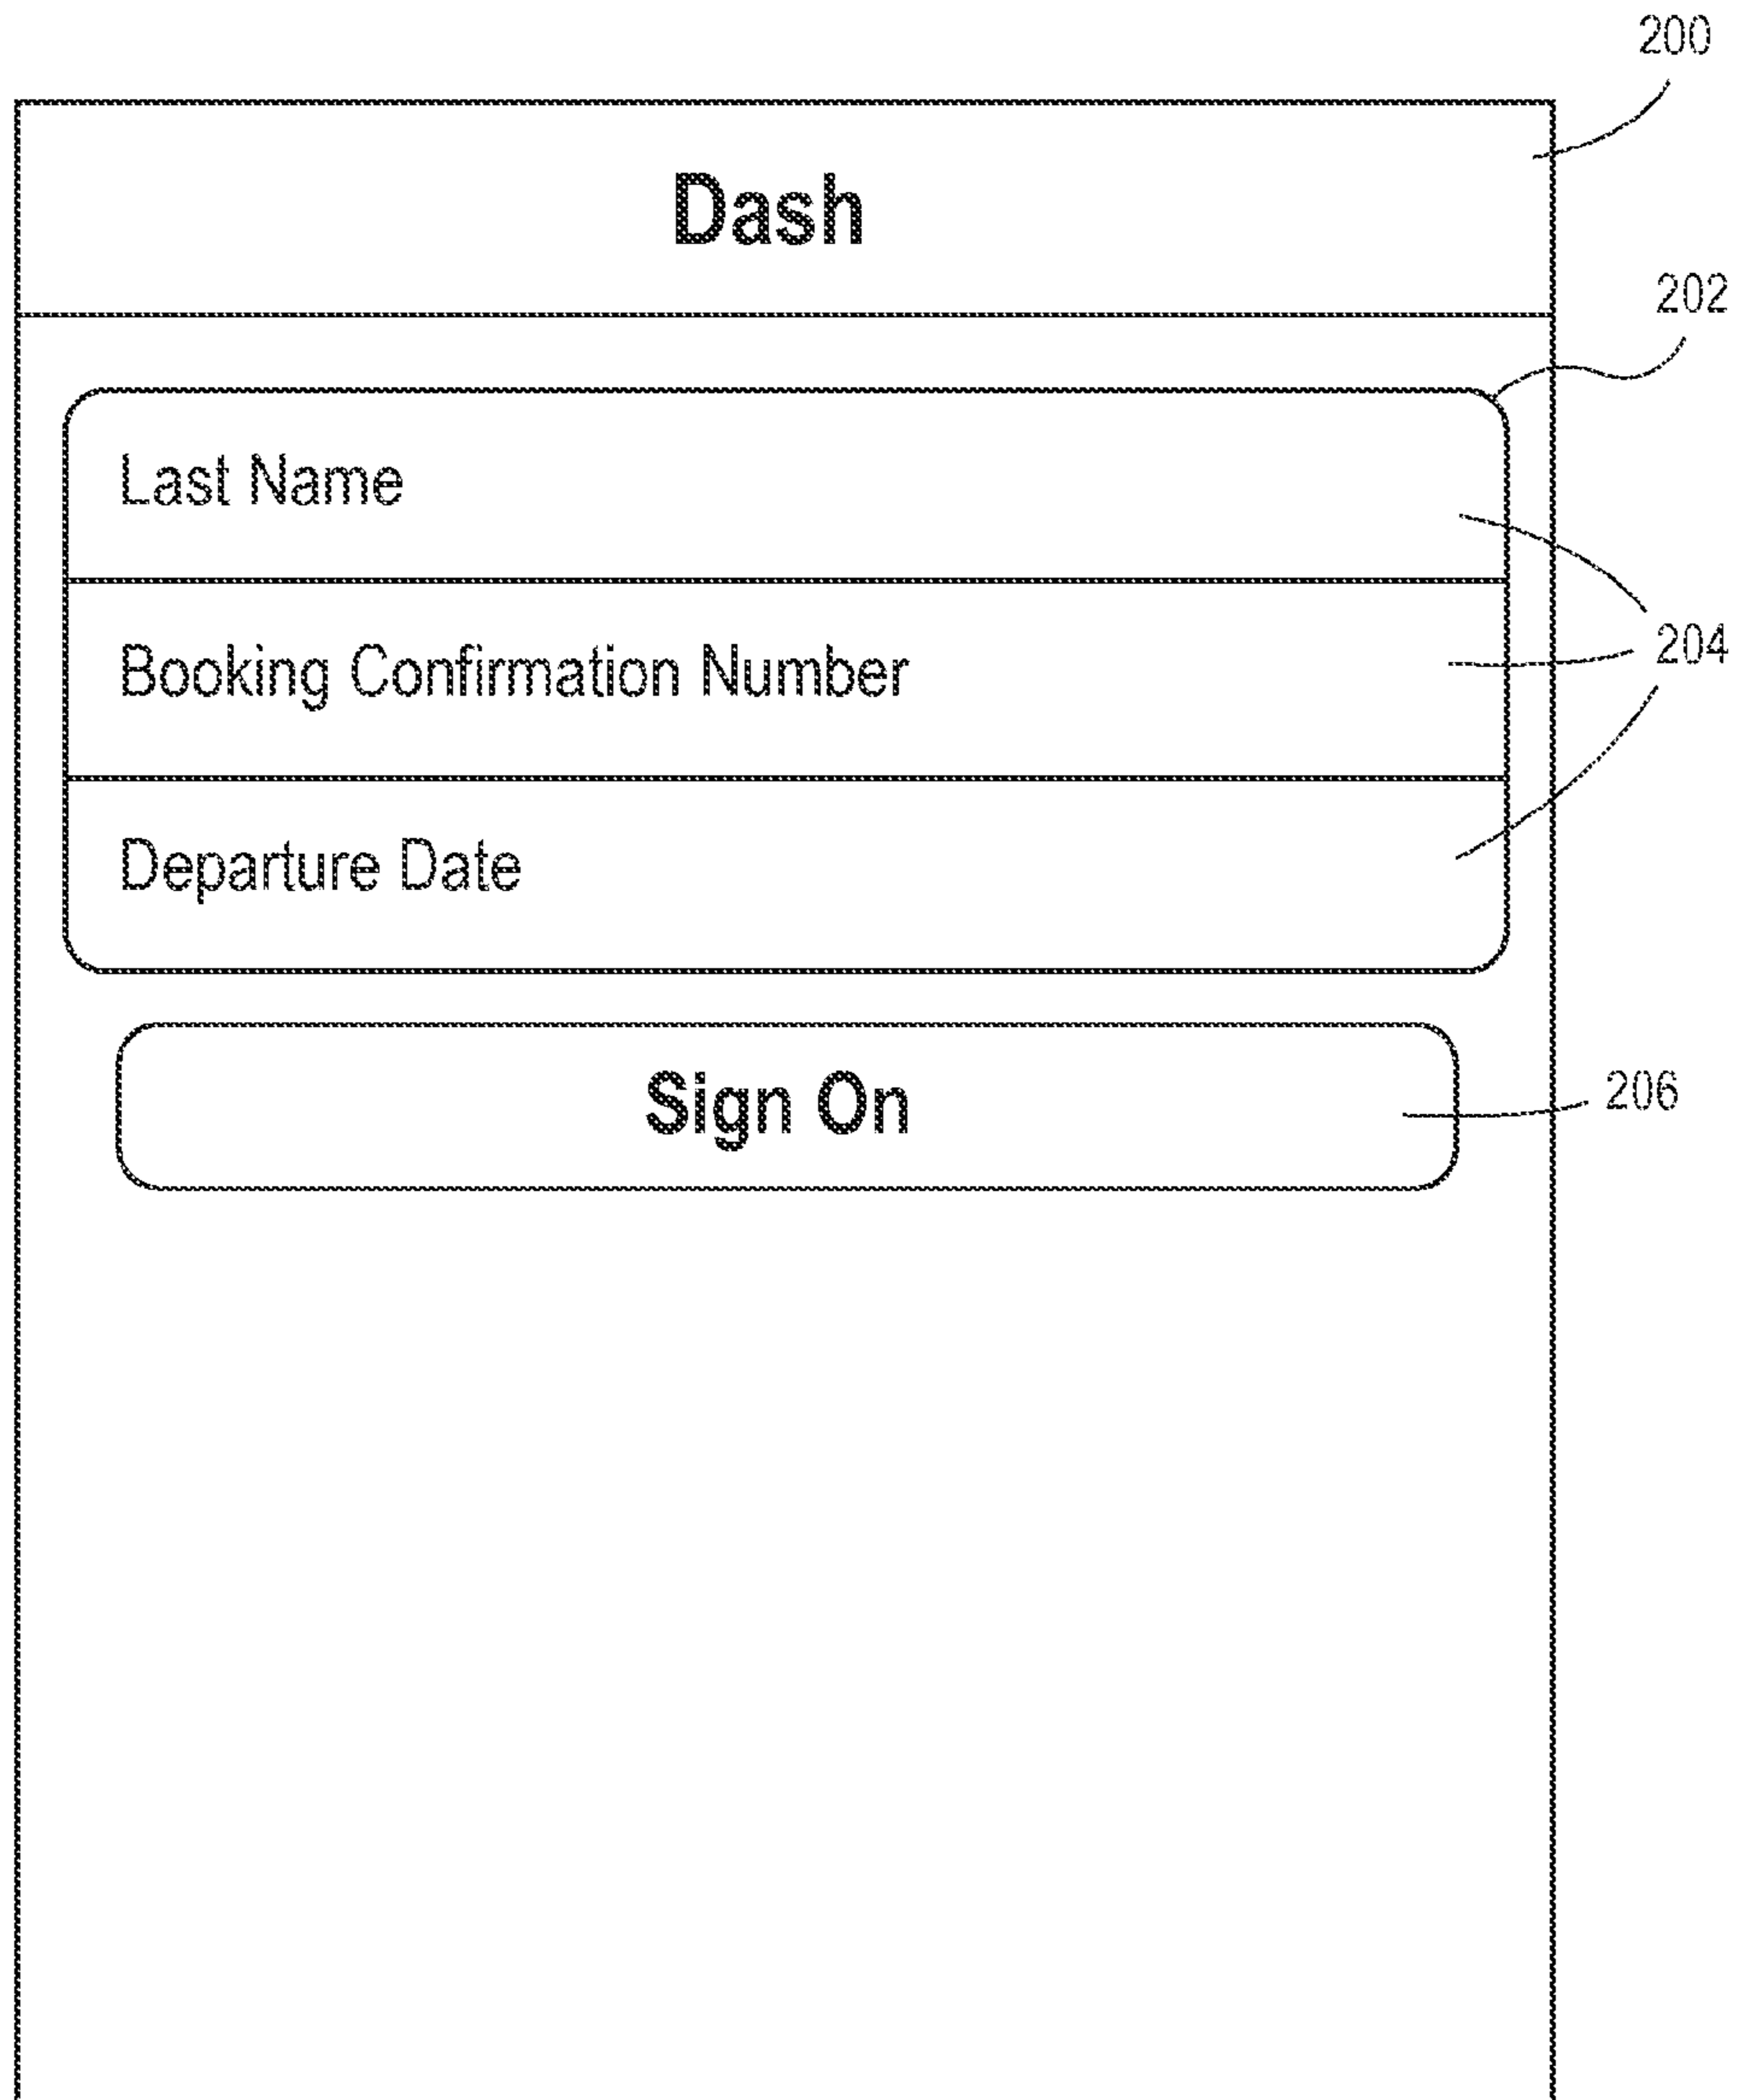 200
Dash
202
Last Name
204
Booking Confirmation Number
Departure Date
Sign On
206